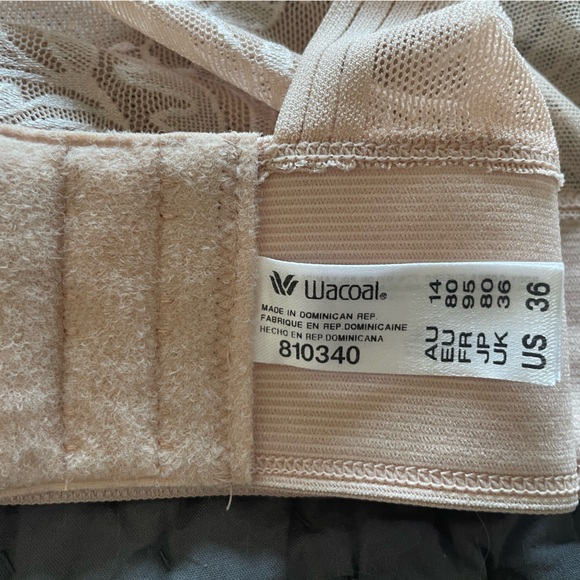 Wacoal®
MADE IN DOMINICAN REP.
FABRIQUE EN REP.DOMINICAINE
HECHO EN REP.DOMINICANA
810340
AU 14
EU 80
FR 95
JP 80
UK 36
US 36